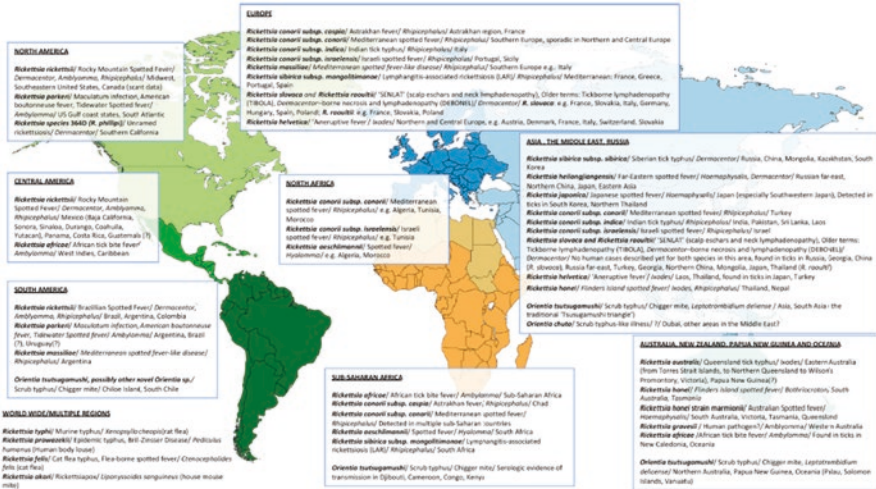 EUROPE
Rickettsia conorii subsp. caspia/ Astrakhan fever/ Rhipicephalus/ Astrakhan region, France
Rickettsia conorii subsp. conorii/ Mediterranean spotted fever/ Rhipicephalus/ Southern Europe, sporadic in Northern and Central Europe
Rickettsia conorii subsp. indica/ Indian tick typhus/ Rhipicephalus/ Italy
Rickettsia conorii subsp. israelensis/ Israeli spotted fever/ Rhipicephalus/ Portugal, Sicily
Rickettsia massiliae/ Mediterranean spotted fever-like disease/ Rhipicephalus/ Southern Europe e.g., Italy
Rickettsia sibirica subsp. mongolitimonae/ Lymphangitis-associated rickettsiosis (LAR)/ Rhipicephalus/ Mediterranean: France, Greece,
Portugal, Spain
Rickettsia slovaca and Rickettsia raoultii/ 'SENLAT' (scalp eschars and neck lymphadenopathy), Older terms: Tickborne lymphadenopathy
(TIBOLA), Dermacentor-borne necrosis and lymphadenopathy (DEBONEL)/ Dermacentor/ R. slovaca: e.g. France, Slovakia, Italy, Germany,
Hungary, Spain, Poland; R. raoultii: e.g. France, Slovakia, Poland
Rickettsia helvetica/ 'Aneruptive fever'/ Ixodes/ Northern and Central Europe, e.g. Austria, Denmark, France, Italy, Switzerland, Slovakia
NORTH AMERICA
Rickettsia rickettsii/ Rocky Mountain Spotted Fever/
Dermacentor, Amblyomma, Rhipicephalus/ Midwest,
Southeastern United States, Canada (scant data)
Rickettsia parkeri/ Maculatum infection, American
boutonneuse fever, Tidewater Spotted fever/
Amblyomma/ US Gulf coast states, South Atlantic
Rickettsia species 364D (R. phillipi)/ Unnamed
rickettsiosis/ Dermacentor/ Southern California
CENTRAL AMERICA
Rickettsia rickettsii/ Rocky Mountain
Spotted Fever/ Dermacentor, Amblyomma,
Rhipicephalus/ Mexico (Baja California,
Sonora, Sinaloa, Durango, Coahuila,
Yucatan), Panama, Costa Rica, Guatemala (?)
Rickettsia africae/ African tick bite fever/
Amblyomma/ West Indies, Caribbean
NORTH AFRICA
Rickettsia conorii subsp. conorii/ Mediterranean
spotted fever/ Rhipicephalus/ e.g. Algeria, Tunisia,
Morocco
Rickettsia conorii subsp. israelensis/ Israeli
spotted fever/ Rhipicephalus/ e.g. Tunisia
Rickettsia aeschlimannii/ Spotted fever/
Hyalomma/ e.g. Algeria, Morocco
ASIA, THE MIDDLE EAST, RUSSIA
Rickettsia sibirica subsp. sibirica/ Siberian tick typhus/ Dermacentor/ Russia, China, Mongolia, Kazakhstan, South
Korea
Rickettsia heilongjiangensis/ Far-Eastern spotted fever/ Haemaphysalis, Dermacentor/ Russian far-east,
Northern China, Japan, Eastern Asia
Rickettsia japonica/ Japanese spotted fever/ Haemaphysalis/ Japan (especially Southwestern Japan), Detected in
ticks in South Korea, Northern Thailand
Rickettsia conorii subsp. conorii/ Mediterranean spotted fever/ Rhipicephalus/ Turkey
Rickettsia conorii subsp. indica/ Indian tick typhus/ Rhipicephalus/ India, Pakistan, Sri Lanka, Laos
Rickettsia conorii subsp. israelensis/ Israeli spotted fever/ Rhipicephalus/ Israel
Rickettsia slovaca and Rickettsia raoultii/ 'SENLAT' (scalp eschars and neck lymphadenopathy), Older terms:
Tickborne lymphadenopathy (TIBOLA), Dermacentor-borne necrosis and lymphadenopathy (DEBONEL)/
Dermacentor/ No human cases described yet for both species in this area, found in ticks in Russia, Georgia, China
(R. slovaca); Russia far-east, Turkey, Georgia, Northern China, Mongolia, Japan, Thailand (R. raoultii)
Rickettsia helvetica/ 'Aneruptive fever'/ Ixodes/ Laos, Thailand, found in ticks in Japan, Turkey
Rickettsia honei/ Flinders Island spotted fever/ Ixodes, Rhipicephalus/ Thailand, Nepal
Orientia tsutsugamushi/ Scrub typhus/ Chigger mite, Leptotrombidium deliense / Asia, South Asia- the
traditional 'tsutsugamushi triangle')
Orientia chuto/ Scrub typhus-like illness/ ?/ Dubai, other areas in the Middle East?
SOUTH AMERICA
Rickettsia rickettsii/ Brazilian Spotted Fever/ Dermacentor,
Amblyomma, Rhipicephalus/ Brazil, Argentina, Colombia
Rickettsia parkeri/ Maculatum infection, American boutonneuse
fever, Tidewater Spotted fever/ Amblyomma/ Argentina, Brazil
(?), Uruguay(?)
Rickettsia massiliae/ Mediterranean spotted fever-like disease/
Rhipicephalus/ Argentina
Orientia tsutsugamushi, possibly other novel Orientia sp./
Scrub typhus/ Chigger mite/ Chiloe Island, South Chile
WORLD WIDE/MULTIPLE REGIONS
Rickettsia typhi/ Murine typhus/ Xenopsylla cheopis (rat flea)
Rickettsia prowazekii/ Epidemic typhus, Brill-Zinsser Disease/ Pediculus
humanus (Human body louse)
Rickettsia felis/ Cat flea typhus, Flea-borne spotted fever/ Ctenocephalides
felis (cat flea)
Rickettsia akari/ Rickettsialpox/ Liponyssoides sanguineus (house mouse
mite)
SUB-SAHARAN AFRICA
Rickettsia africae/ African tick bite fever/ Amblyomma/ Sub-Saharan Africa
Rickettsia conorii subsp. caspia/ Astrakhan fever, Rhipicephalus/ Chad
Rickettsia conorii subsp. conorii/ Mediterranean spotted fever/
Rhipicephalus/ Detected in multiple sub-Saharan countries
Rickettsia aeschlimannii/ Spotted fever/ Hyalomma/ South Africa
Rickettsia sibirica subsp. mongolitimonae/ Lymphangitis-associated
rickettsiosis (LAR)/ Rhipicephalus/ South Africa
Orientia tsutsugamushi/ Scrub typhus/ Chigger mite/ Serologic evidence of
transmission in Djibouti, Cameroon, Congo, Kenya
AUSTRALIA, NEW ZEALAND, PAPUA NEW GUINEA AND OCEANIA
Rickettsia australis/ Queensland tick typhus/ Ixodes/ Eastern Australia
(from Torres Strait Islands, to Northern Queensland to Wilson's
Promontory, Victoria), Papua New Guinea(?)
Rickettsia honei/ Flinders Island spotted fever/ Bothriocroton, South
Australia, Tasmania
Rickettsia honei strain marmionii/ Australian Spotted fever/
Haemaphysalis/ South Australia, Victoria, Tasmania, Queensland
Rickettsia gravesii/ Human pathogen?/ Amblyomma/ Western Australia
Rickettsia africae /African tick bite fever/ Amblyomma/ Found in ticks in
New Caledonia, Oceania
Orientia tsutsugamushi/ Scrub typhus/ Chigger mite, Leptotrombidium
deliense/ Northern Australia, Papua New Guinea, Oceania (Palau, Solomon
Islands, Vanuatu)